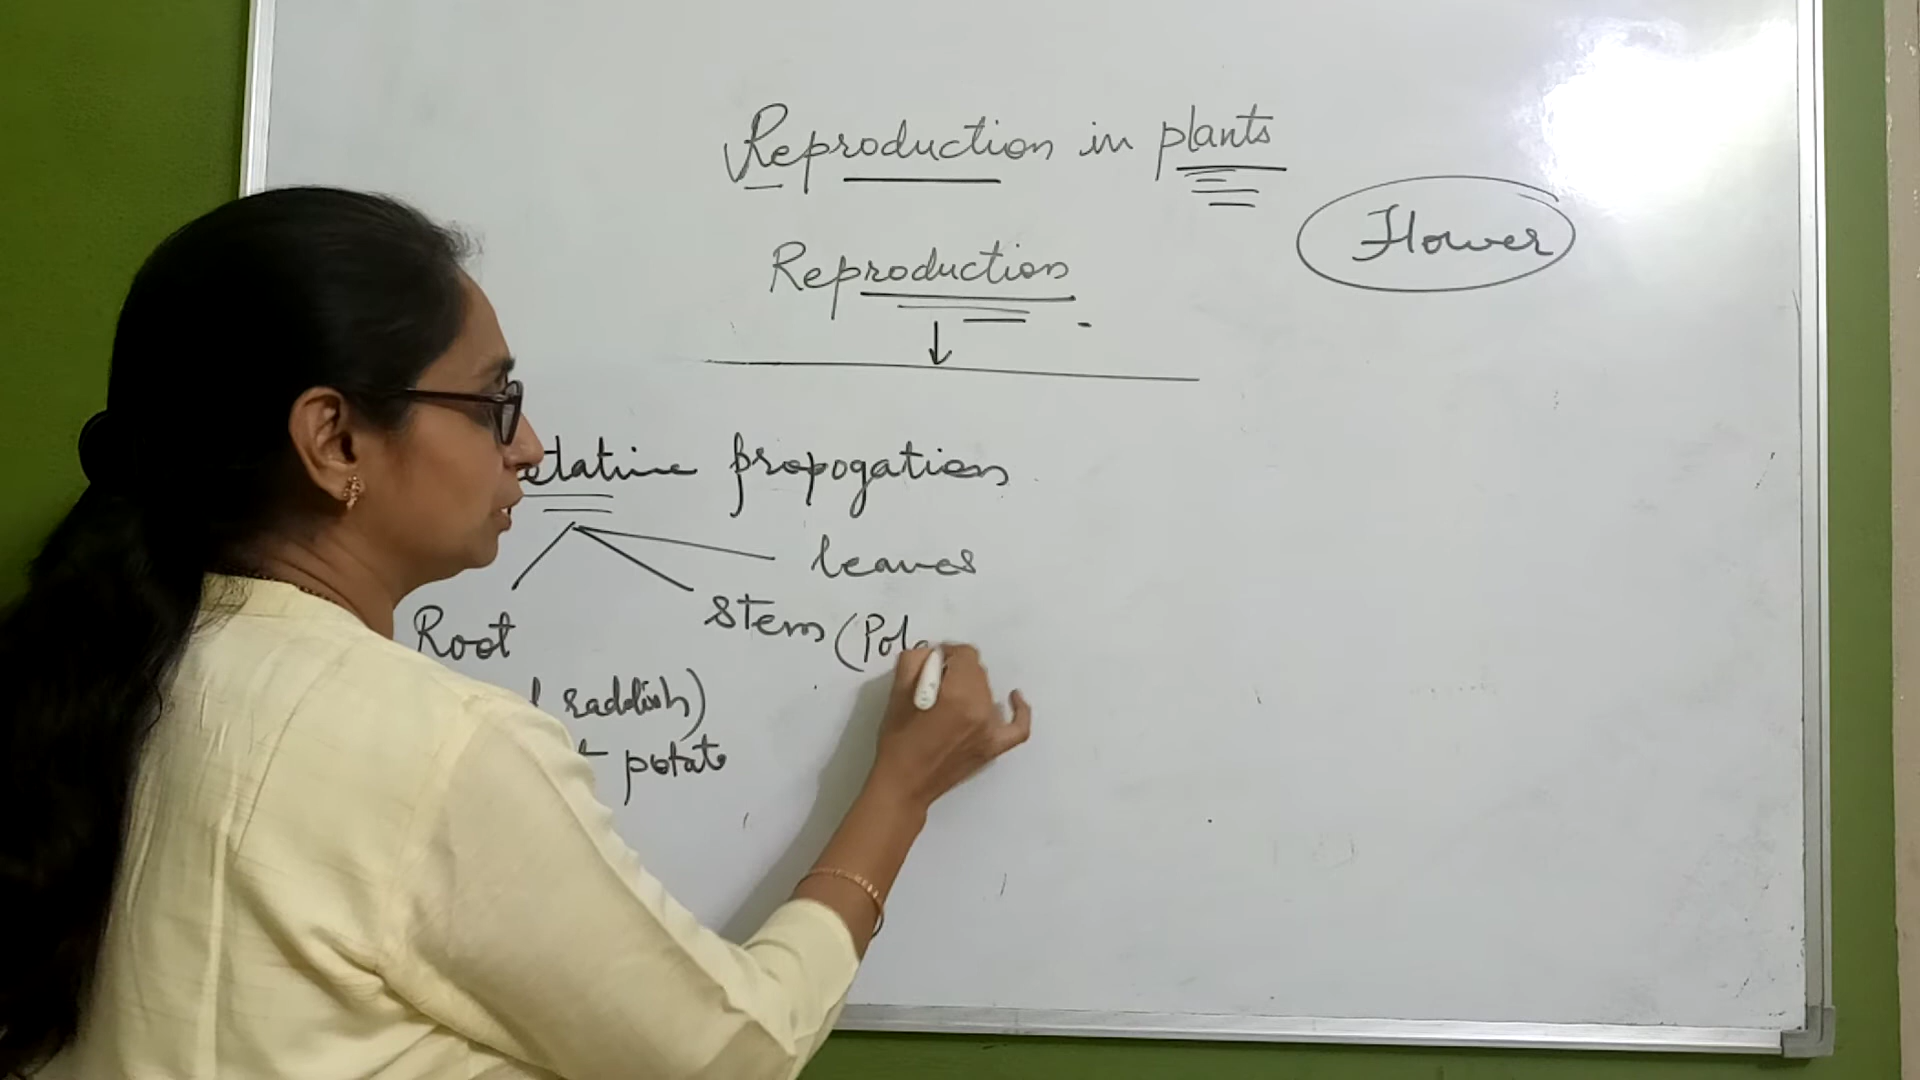 Reproduction in plants
Flower
Reproduction
etative propogation
leaves
Root
stem (Pot
raddish)
potato